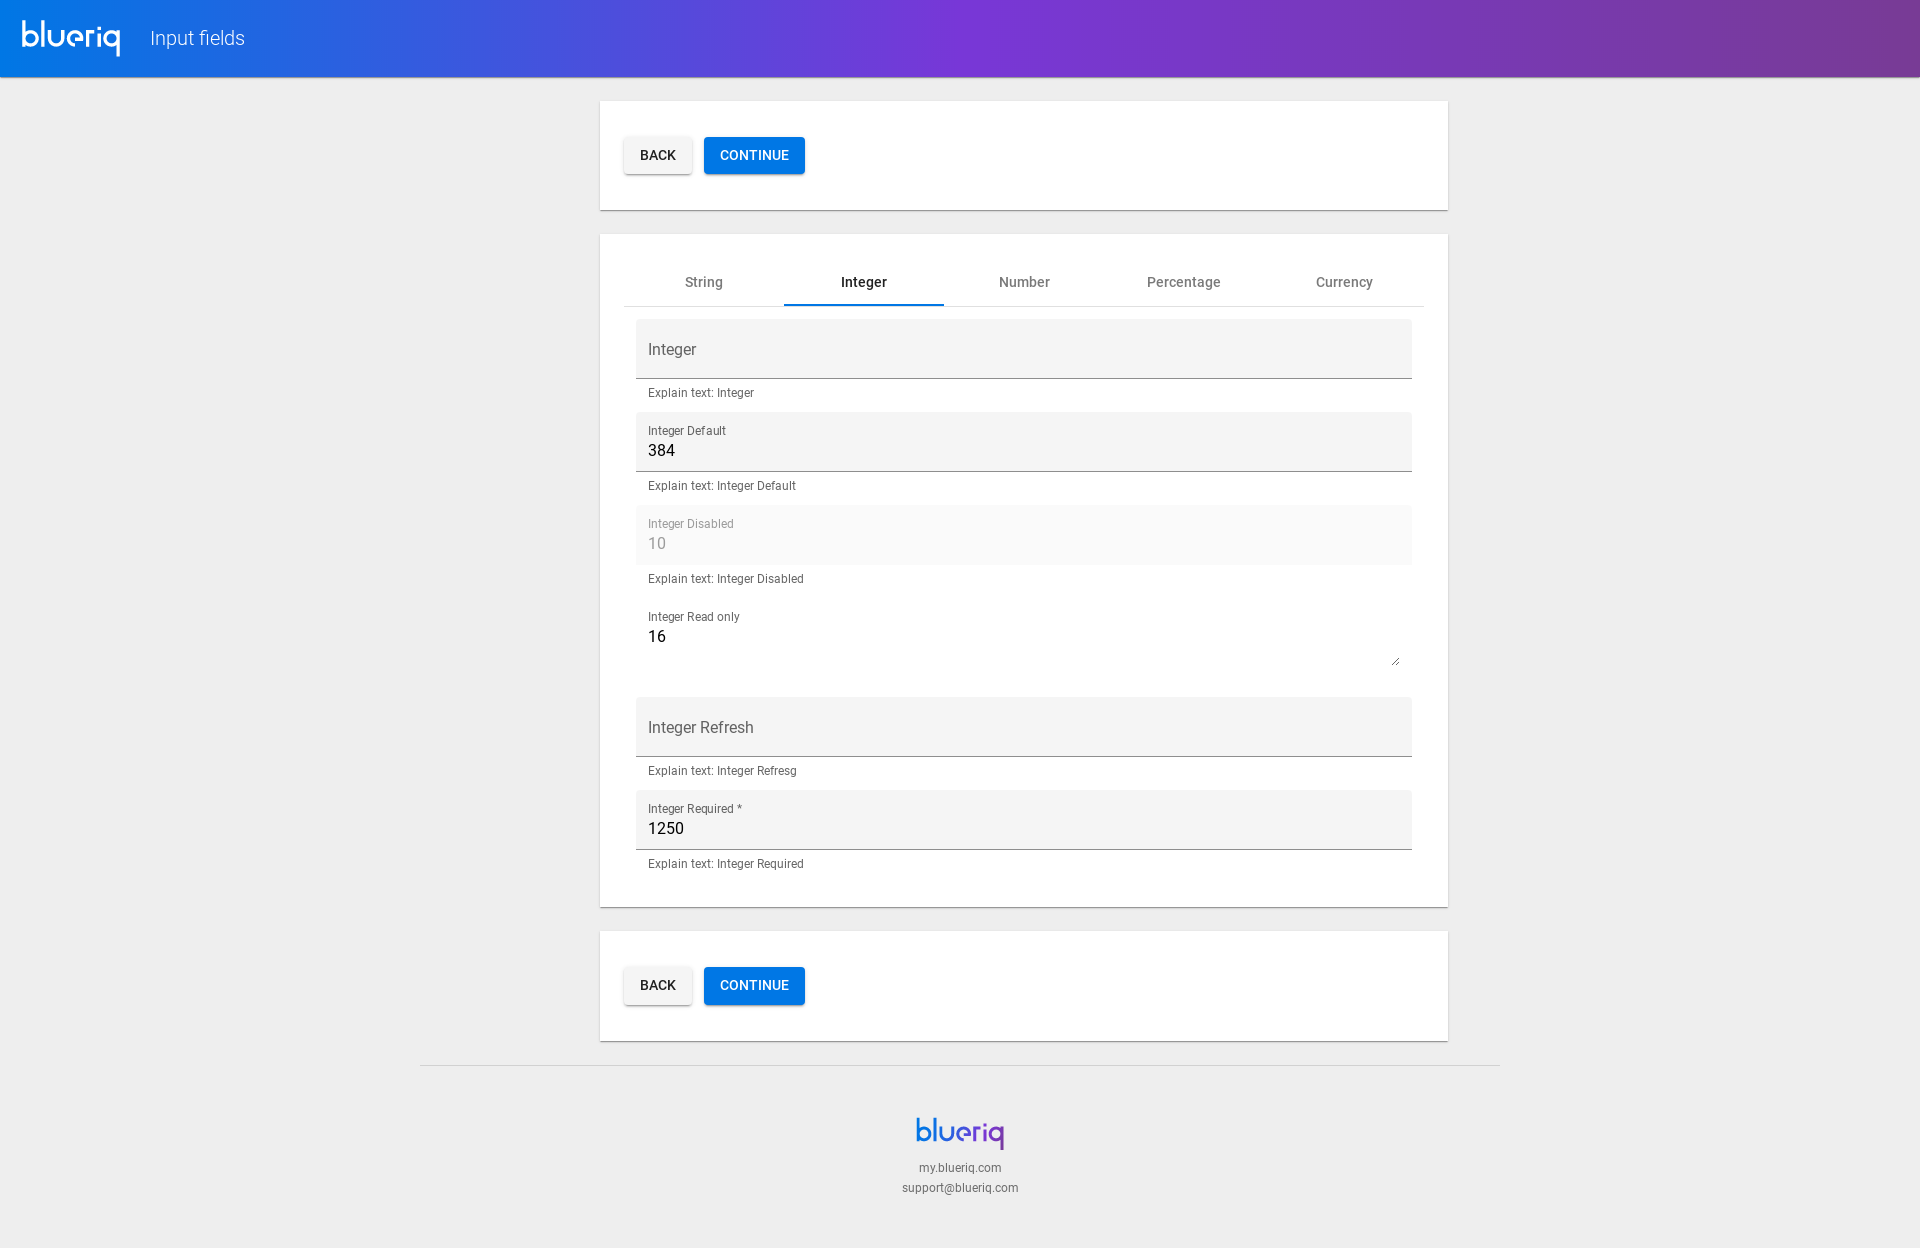 blueriq Input fields
BACK CONTINUE
String Integer Number Percentage Currency
Integer
Explain text: Integer
Integer Default
384
Explain text: Integer Default
Integer Disabled
10
Explain text: Integer Disabled
Integer Read only
16
Integer Refresh
Explain text: Integer Refresg
Integer Required *
1250
Explain text: Integer Required
BACK CONTINUE
blueriq
my.blueriq.com
support@blueriq.com